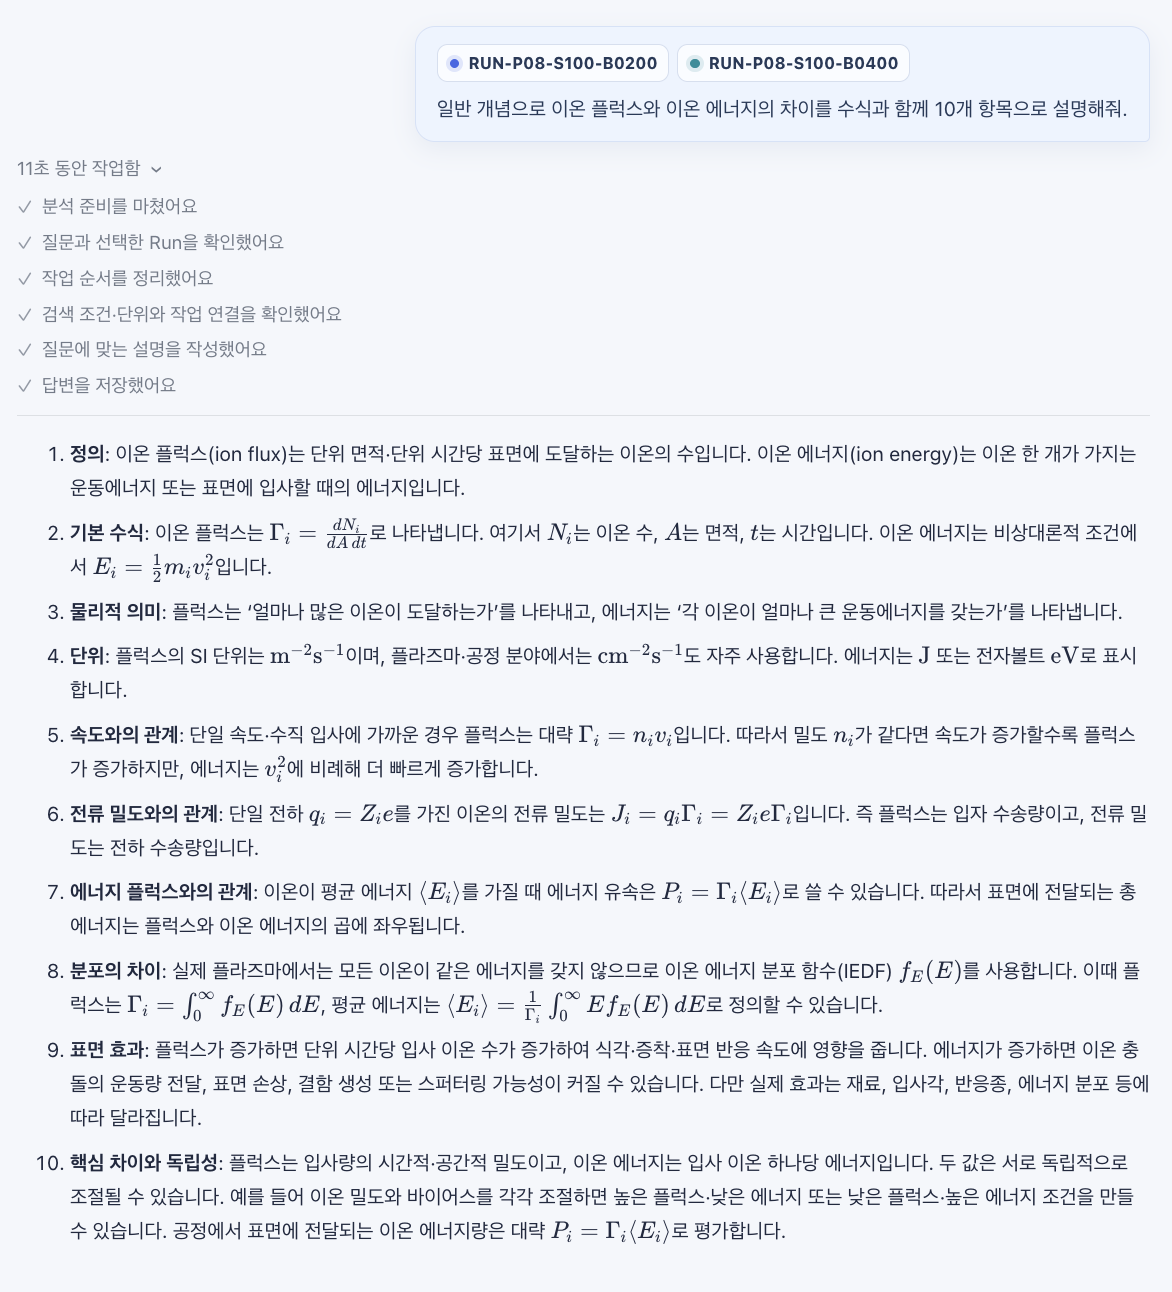 RUN-P08-S100-B0200 RUN-P08-S100-B0400
일반 개념으로 이온 플럭스와 이온 에너지의 차이를 수식과 함께 10개 항목으로 설명해줘.
11초 동안 작업함
분석 준비를 마쳤어요
질문과 선택한 Run을 확인했어요
작업 순서를 정리했어요
검색 조건·단위와 작업 연결을 확인했어요
질문에 맞는 설명을 작성했어요
답변을 저장했어요
1. 정의: 이온 플럭스(ion flux)는 단위 면적·단위 시간당 표면에 도달하는 이온의 수입니다. 이온 에너지(ion energy)는 이온 한 개가 가지는
운동에너지 또는 표면에 입사할 때의 에너지입니다.
2. 기본 수식: 이온 플럭스는 Γ_i = dN_i/(dA dt)로 나타냅니다. 여기서 N_i는 이온 수, A는 면적, t는 시간입니다. 이온 에너지는 비상대론적 조건에
서 E_i = 1/2 m_i v_i^2입니다.
3. 물리적 의미: 플럭스는 ‘얼마나 많은 이온이 도달하는가’를 나타내고, 에너지는 ‘각 이온이 얼마나 큰 운동에너지를 갖는가’를 나타냅니다.
4. 단위: 플럭스의 SI 단위는 m⁻²s⁻¹이며, 플라즈마·공정 분야에서는 cm⁻²s⁻¹도 자주 사용합니다. 에너지는 J 또는 전자볼트 eV로 표시
합니다.
5. 속도와의 관계: 단일 속도·수직 입사에 가까운 경우 플럭스는 대략 Γ_i = n_i v_i입니다. 따라서 밀도 n_i가 같다면 속도가 증가할수록 플럭스
가 증가하지만, 에너지는 v_i^2에 비례해 더 빠르게 증가합니다.
6. 전류 밀도와의 관계: 단일 전하 q_i = Z_i e를 가진 이온의 전류 밀도는 J_i = q_i Γ_i = Z_i e Γ_i입니다. 즉 플럭스는 입자 수송량이고, 전류 밀
도는 전하 수송량입니다.
7. 에너지 플럭스와의 관계: 이온이 평균 에너지 ⟨E_i⟩를 가질 때 에너지 유속은 P_i = Γ_i⟨E_i⟩로 쓸 수 있습니다. 따라서 표면에 전달되는 총
에너지는 플럭스와 이온 에너지의 곱에 좌우됩니다.
8. 분포의 차이: 실제 플라즈마에서는 모든 이온이 같은 에너지를 갖지 않으므로 이온 에너지 분포 함수(IEDF) f_E(E)를 사용합니다. 이때 플
럭스는 Γ_i = ∫_0^∞ f_E(E) dE, 평균 에너지는 ⟨E_i⟩ = 1/Γ_i ∫_0^∞ E f_E(E) dE로 정의할 수 있습니다.
9. 표면 효과: 플럭스가 증가하면 단위 시간당 입사 이온 수가 증가하여 식각·증착·표면 반응 속도에 영향을 줍니다. 에너지가 증가하면 이온 충
돌의 운동량 전달, 표면 손상, 결함 생성 또는 스퍼터링 가능성이 커질 수 있습니다. 다만 실제 효과는 재료, 입사각, 반응종, 에너지 분포 등에
따라 달라집니다.
10. 핵심 차이와 독립성: 플럭스는 입사량의 시간적·공간적 밀도이고, 이온 에너지는 입사 이온 하나당 에너지입니다. 두 값은 서로 독립적으로
조절될 수 있습니다. 예를 들어 이온 밀도와 바이어스를 각각 조절하면 높은 플럭스·낮은 에너지 또는 낮은 플럭스·높은 에너지 조건을 만들
수 있습니다. 공정에서 표면에 전달되는 이온 에너지량은 대략 P_i = Γ_i⟨E_i⟩로 평가합니다.